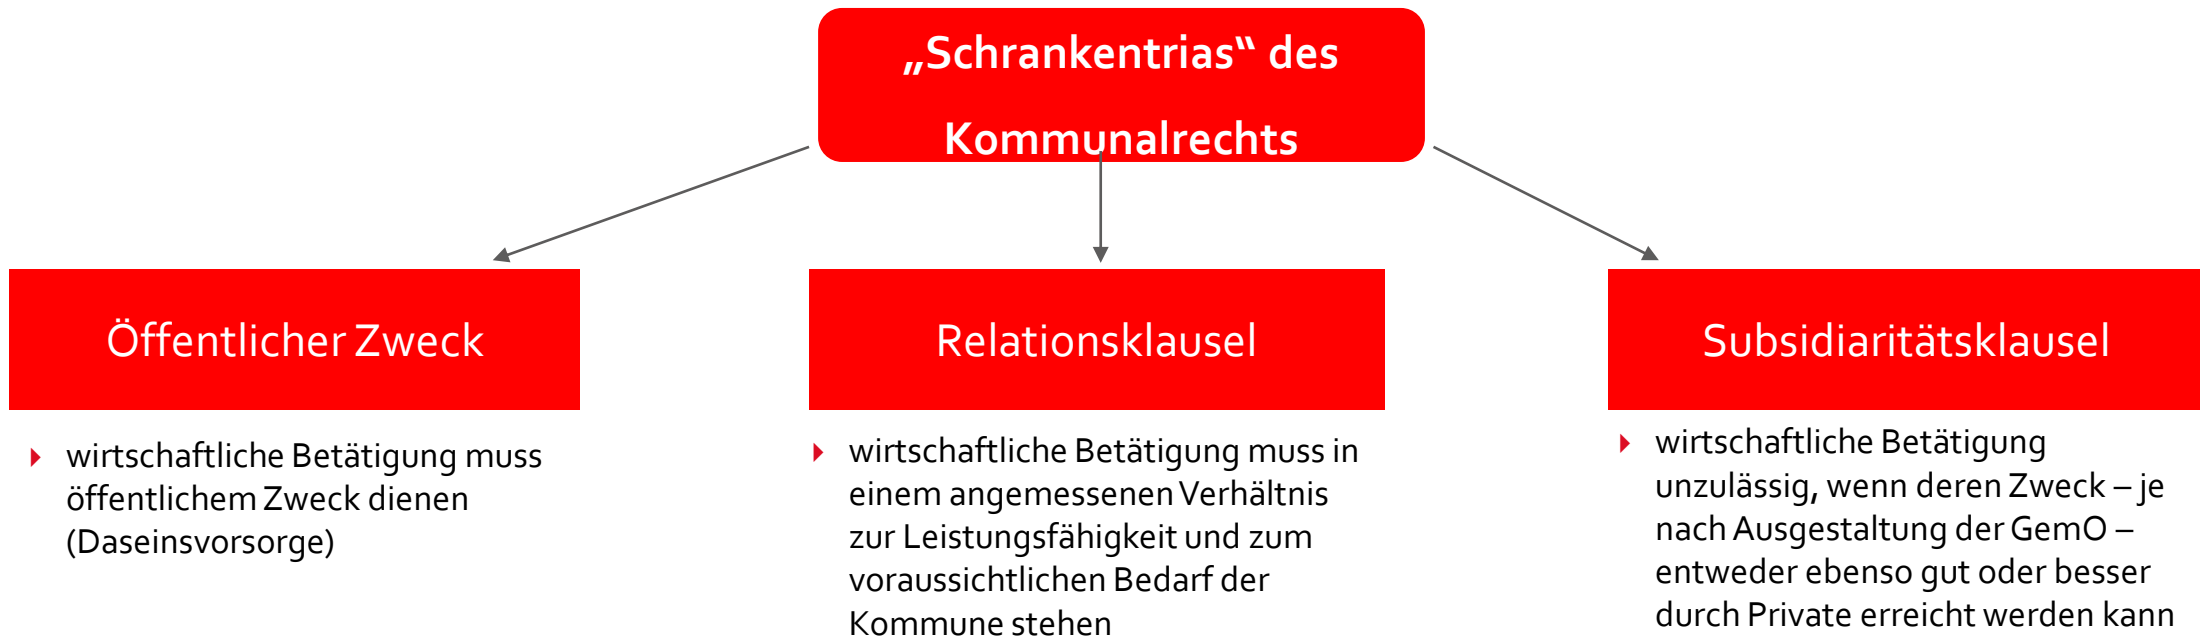 „Schrankentrias“ des
Kommunalrechts
Öffentlicher Zweck
wirtschaftliche Betätigung muss
öffentlichem Zweck dienen
(Daseinsvorsorge)
Relationsklausel
wirtschaftliche Betätigung muss in
einem angemessenen Verhältnis
zur Leistungsfähigkeit und zum
voraussichtlichen Bedarf der
Kommune stehen
Subsidiaritätsklausel
wirtschaftliche Betätigung
unzulässig, wenn deren Zweck – je
nach Ausgestaltung der GemO –
entweder ebenso gut oder besser
durch Private erreicht werden kann